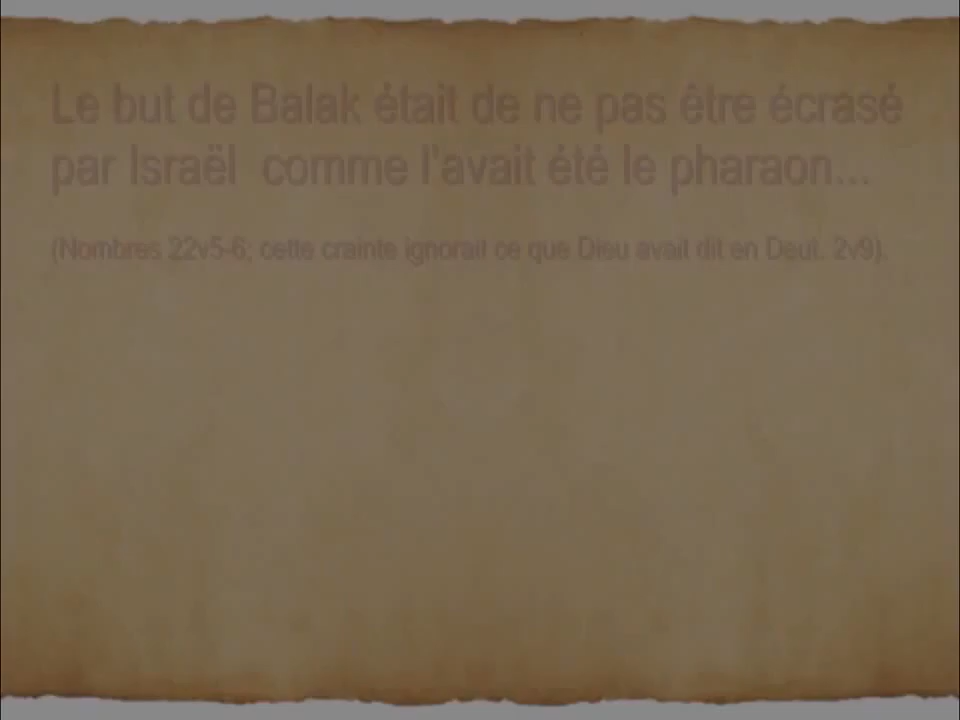 Le but de Balak était de ne pas être écrasé
par Israël comme l'avait été le pharaon...
(Nombres 22v5-6; cette crainte ignorait ce que Dieu avait dit en Deut. 2v9).